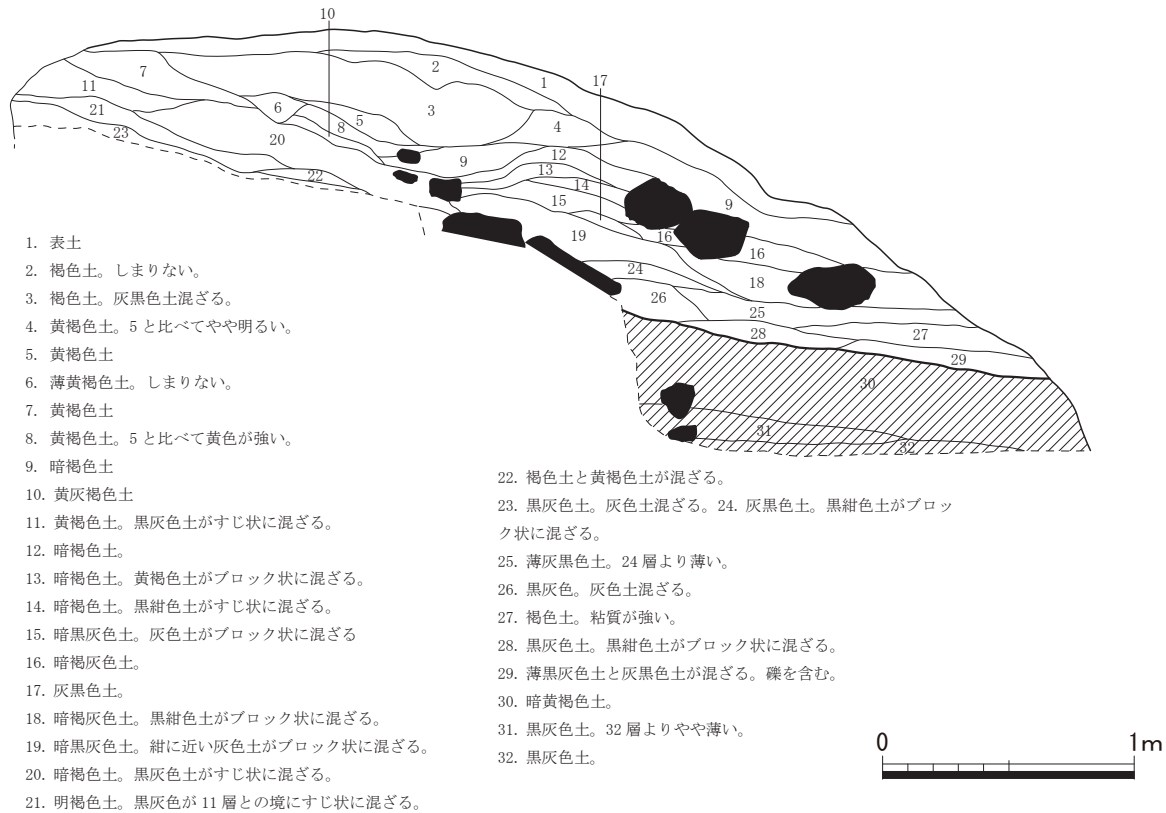 10
2
17
7
1
11
3
6
21
5
4
8
23
20
12
9
13
22
14
15
9
19
16
16
24
18
26
25
28
27
29
30
31
32
1. 表土
2. 褐色土。しまりない。
3. 褐色土。灰黒色土混ざる。
4. 黄褐色土。5 と比べてやや明るい。
5. 黄褐色土
6. 薄黄褐色土。しまりない。
7. 黄褐色土
8. 黄褐色土。5 と比べて黄色が強い。
9. 暗褐色土
10. 黄灰褐色土
11. 黄褐色土。黒灰色土がすじ状に混ざる。
12. 暗褐色土。
13. 暗褐色土。黄褐色土がブロック状に混ざる。
14. 暗褐色土。黒紺色土がすじ状に混ざる。
15. 暗黒灰色土。灰色土がブロック状に混ざる
16. 暗褐灰色土。
17. 灰黒色土。
18. 暗褐灰色土。黒紺色土がブロック状に混ざる。
19. 暗黒灰色土。紺に近い灰色土がブロック状に混ざる。
20. 暗褐色土。黒灰色土がすじ状に混ざる。
21. 明褐色土。黒灰色が 11 層との境にすじ状に混ざる。
22. 褐色土と黄褐色土が混ざる。
23. 黒灰色土。灰色土混ざる。24. 灰黒色土。黒紺色土がブロッ
ク状に混ざる。
25. 薄灰黒色土。24 層より薄い。
26. 黒灰色。灰色土混ざる。
27. 褐色土。粘質が強い。
28. 黒灰色土。黒紺色土がブロック状に混ざる。
29. 薄黒灰色土と灰黒色土が混ざる。礫を含む。
30. 暗黄褐色土。
31. 黒灰色土。32 層よりやや薄い。
32. 黒灰色土。
0 1m